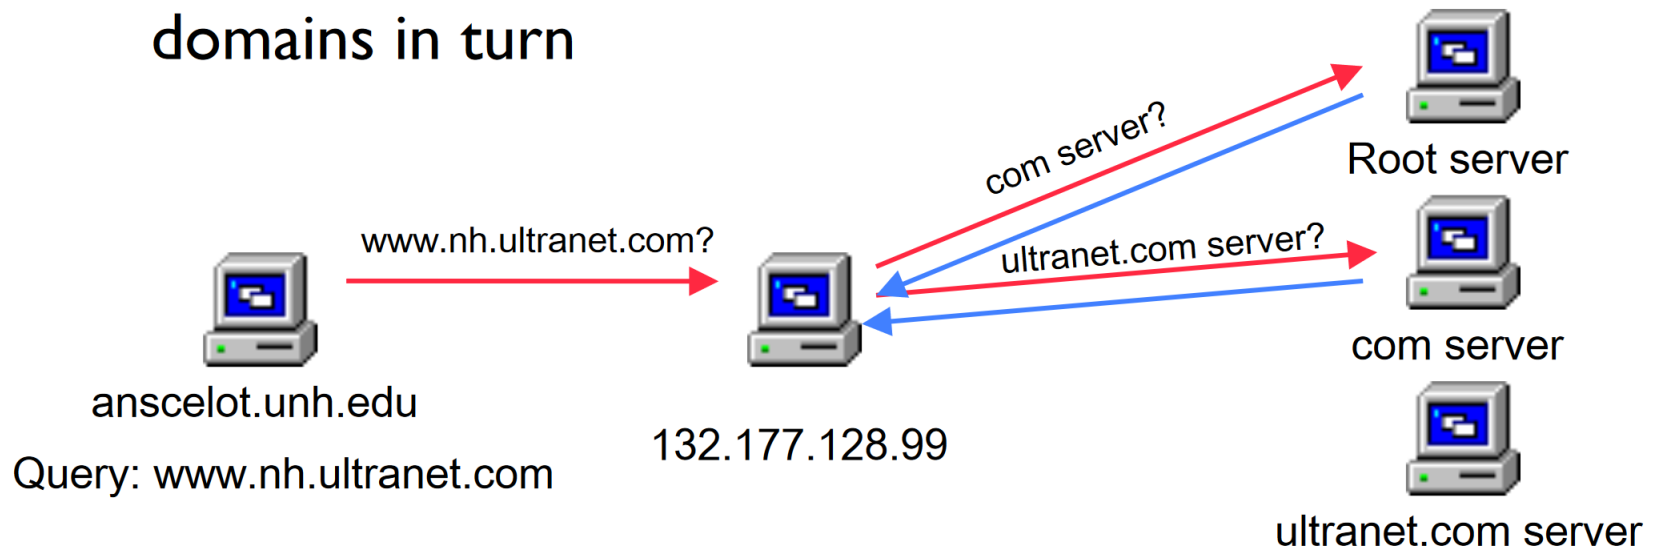 domains in turn
com server?
Root server
www.nh.ultranet.com?
ultranet.com server?
com server
anscelot.unh.edu
132.177.128.99
Query: www.nh.ultranet.com
ultranet.com server